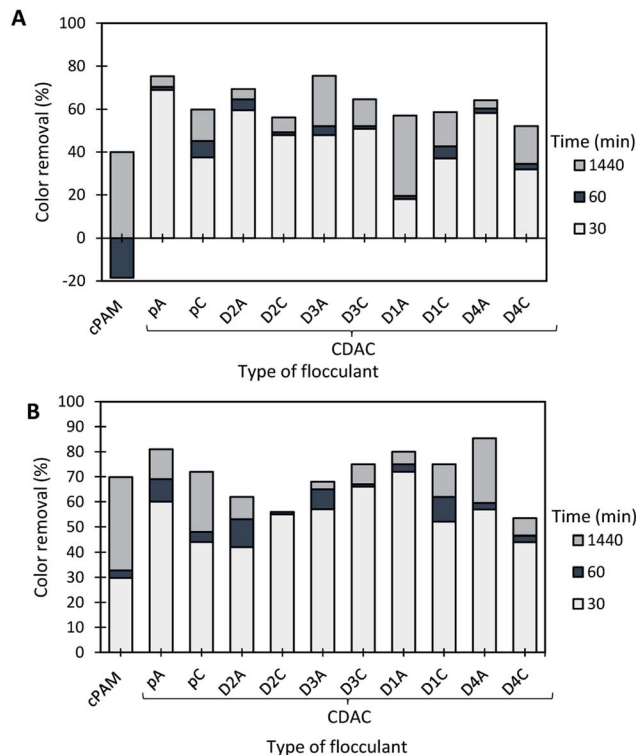 A
100
80
60
40
20
0
-20
Color removal (%)
Time (min)
1440
60
30
cPAM pA pC D2A D2C D3A D3C D1A D1C D4A D4C
CDAC
Type of flocculant
B
100
90
80
70
60
50
40
30
20
10
0
Color removal (%)
Time (min)
1440
60
30
cPAM pA pC D2A D2C D3A D3C D1A D1C D4A D4C
CDAC
Type of flocculant